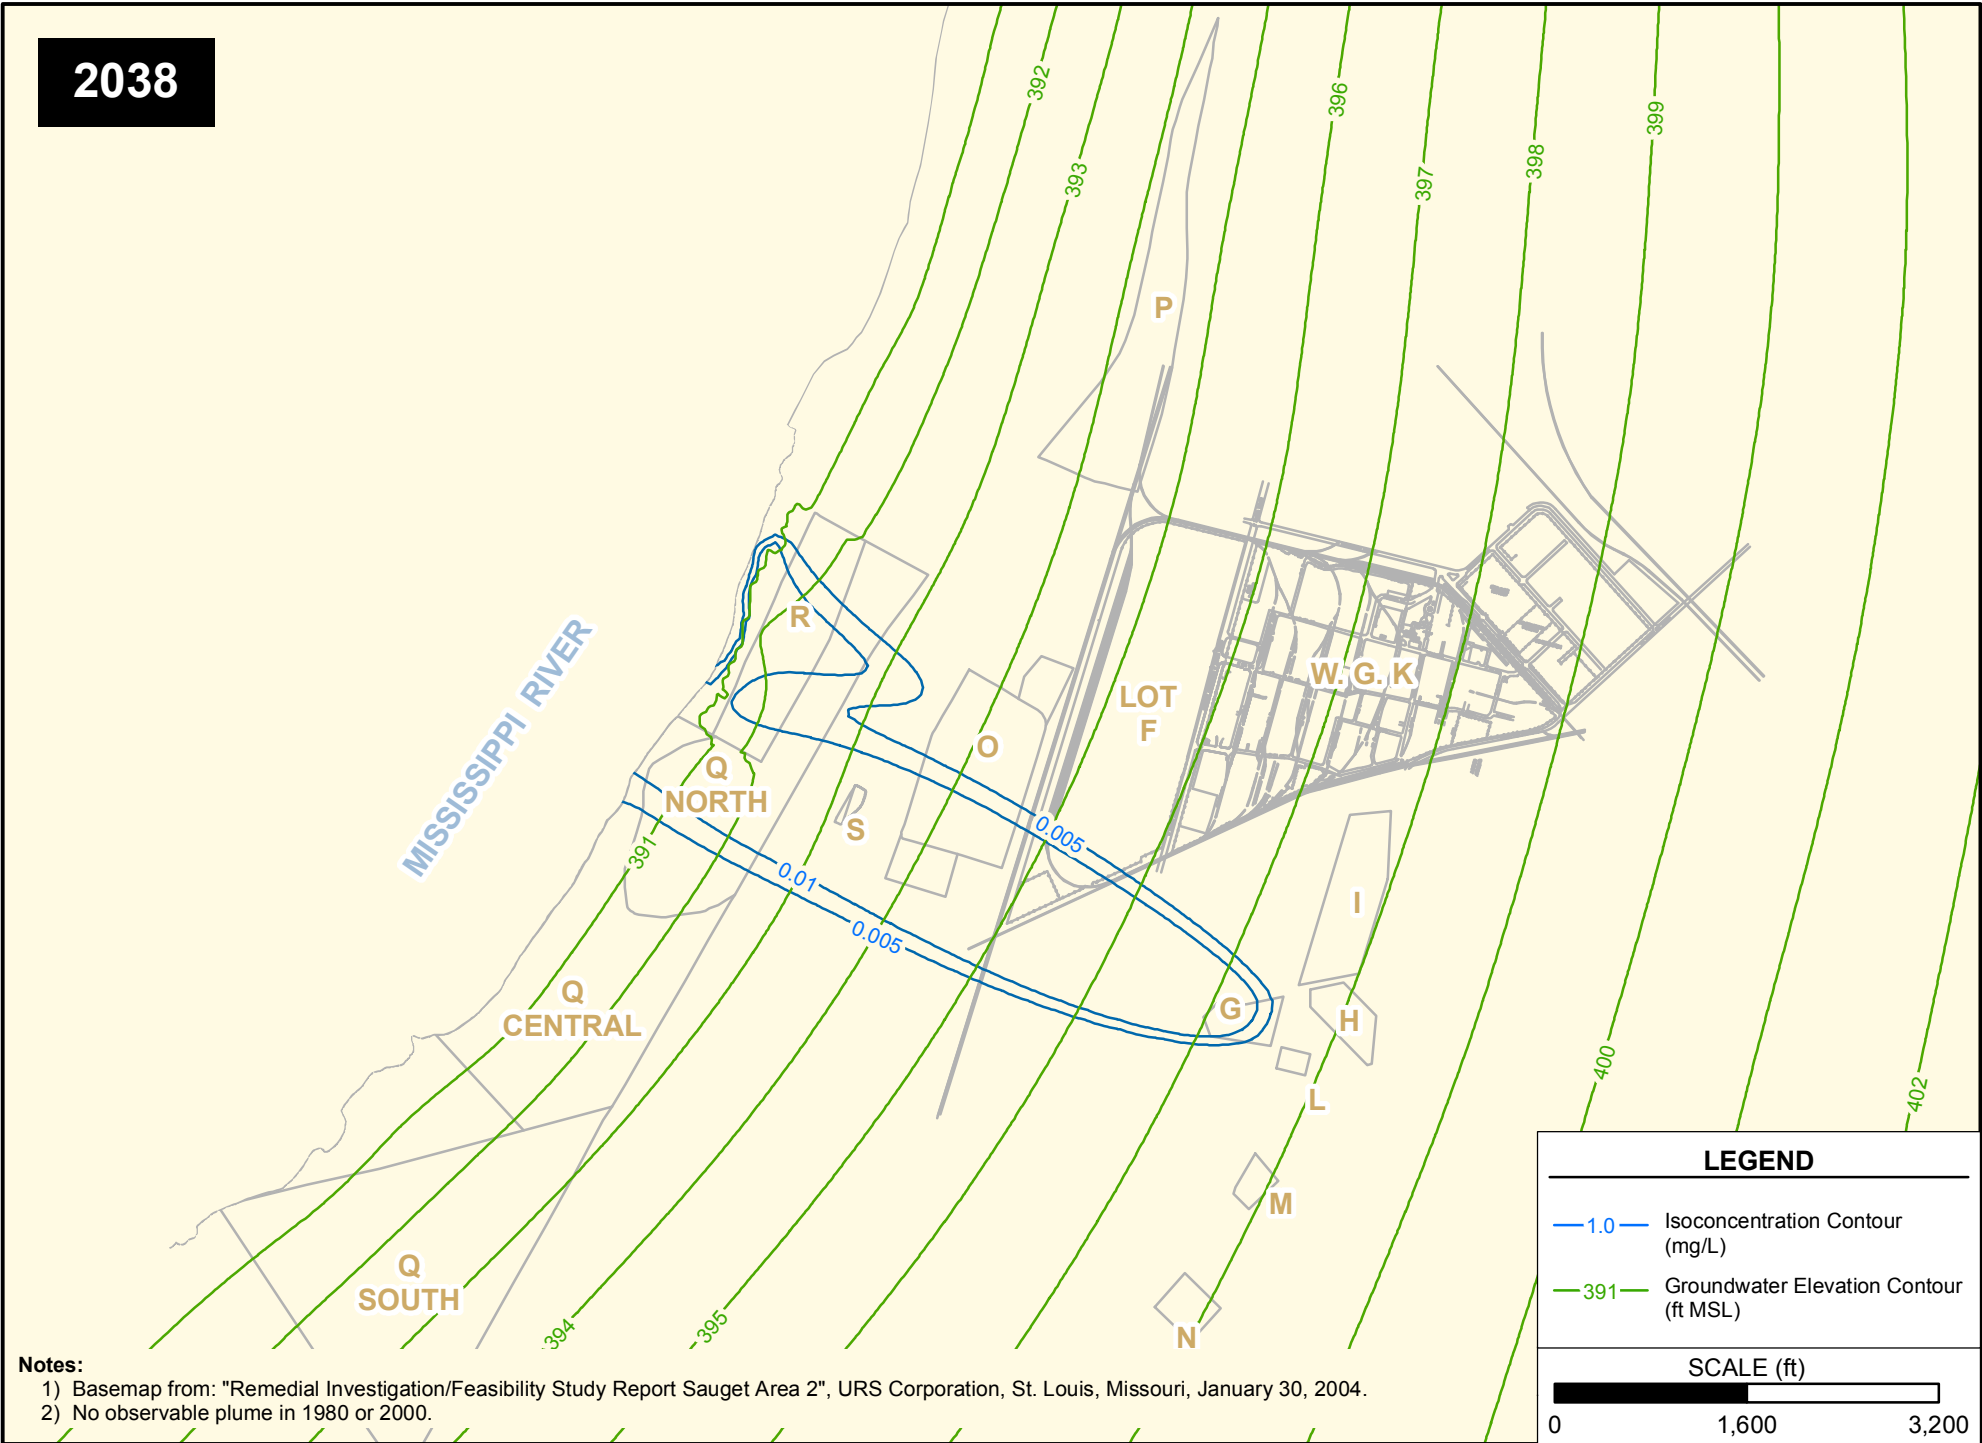 2038
392
393
396
397
398
399
P
R
MISSISSIPPI RIVER
W. G. K
LOT
F
O
Q
NORTH
S
0.005
391
0.01
0.005
I
Q
CENTRAL
G
H
L
400
402
M
Q
SOUTH
394
395
N
LEGEND
1.0 Isoconcentration Contour
(mg/L)
391 Groundwater Elevation Contour
(ft MSL)
SCALE (ft)
0 1,600 3,200
Notes:
1) Basemap from: "Remedial Investigation/Feasibility Study Report Sauget Area 2", URS Corporation, St. Louis, Missouri, January 30, 2004.
2) No observable plume in 1980 or 2000.